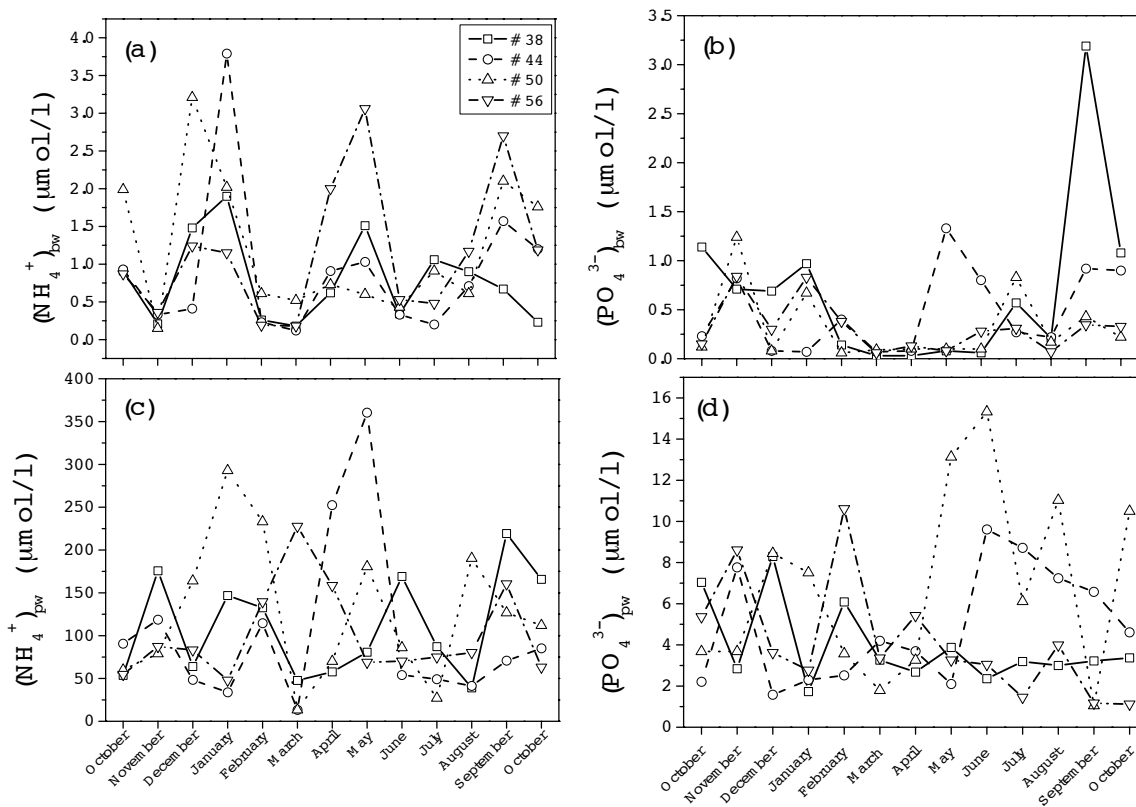 (a)
(NH4+)bw (μmol/l)
4.0
3.5
3.0
2.5
2.0
1.5
1.0
0.5
0.0
#38
#44
#50
#56
(b)
(PO43-)bw (μmol/l)
3.5
3.0
2.5
2.0
1.5
1.0
0.5
0.0
(c)
(NH4+)pw (μmol/l)
400
350
300
250
200
150
100
50
0
October
November
December
January
February
March
April
May
June
July
August
September
October
(d)
(PO43-)pw (μmol/l)
16
14
12
10
8
6
4
2
0
October
November
December
January
February
March
April
May
June
July
August
September
October